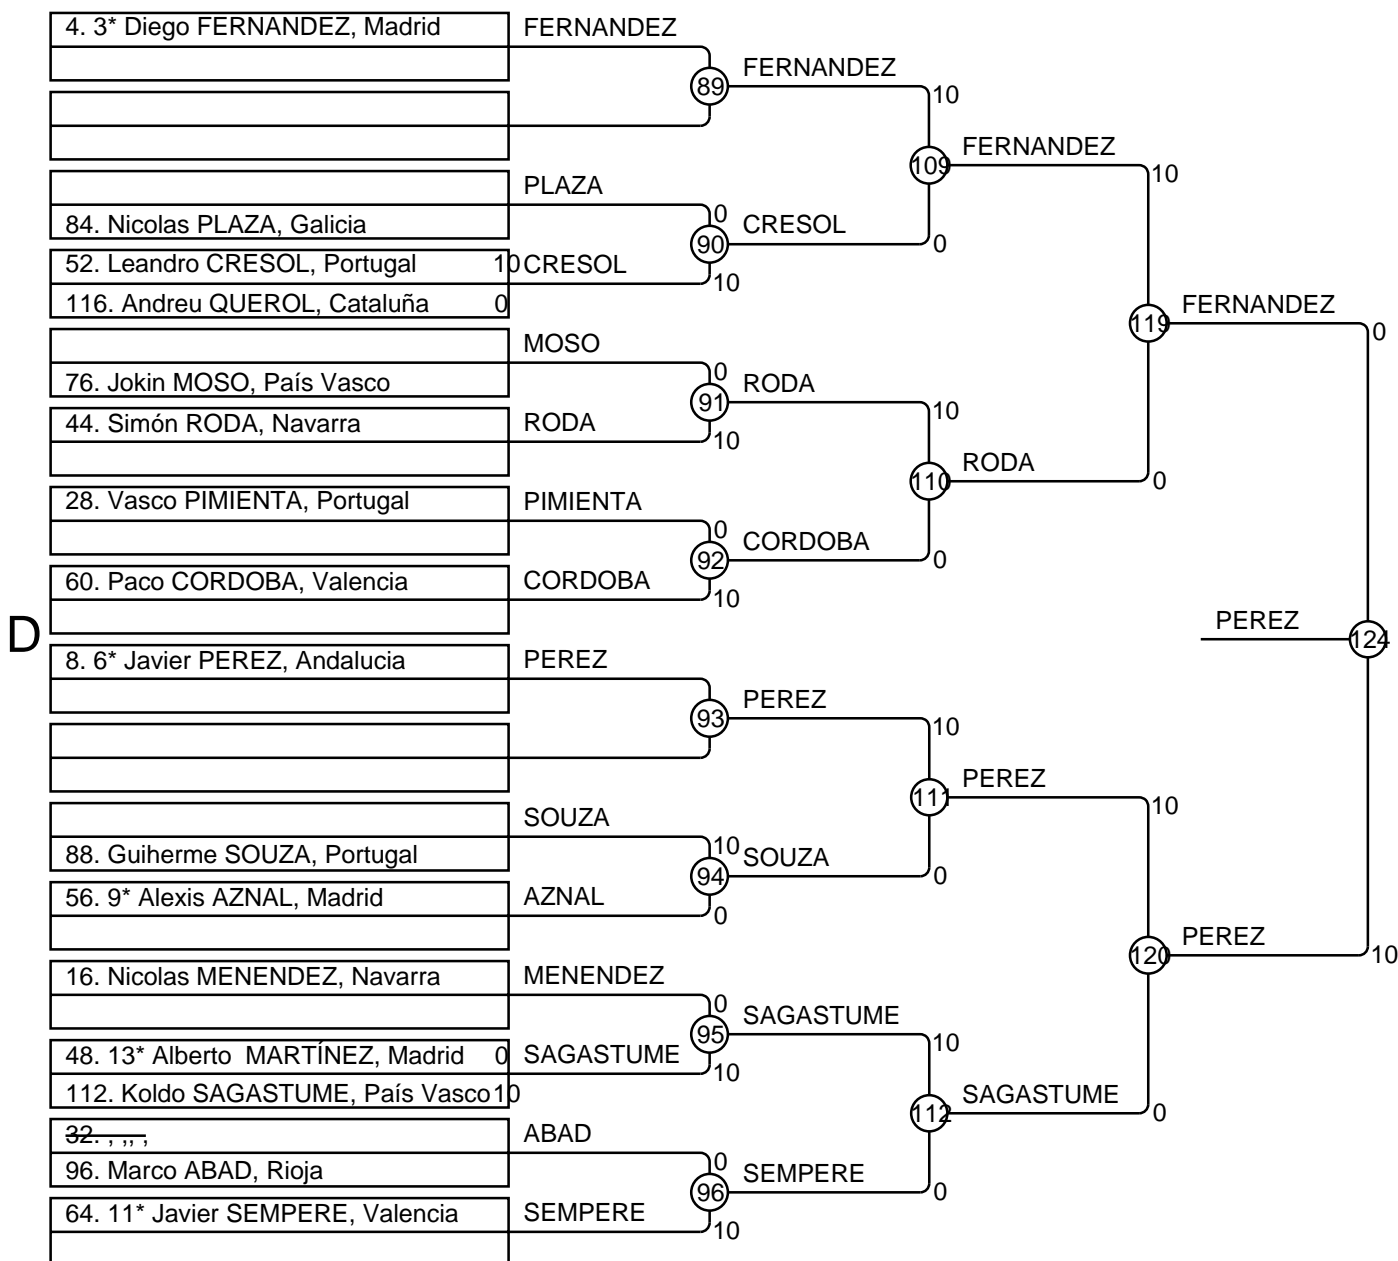 4. 3* Diego FERNANDEZ, Madrid
FERNANDEZ
89
FERNANDEZ
10
109
FERNANDEZ
10
PLAZA
84. Nicolas PLAZA, Galicia
0
90
CRESOL
0
52. Leandro CRESOL, Portugal 10
CRESOL
10
116. Andreu QUEROL, Cataluña 0
119
FERNANDEZ
0
MOSO
76. Jokin MOSO, País Vasco
0
91
RODA
10
44. Simón RODA, Navarra
RODA
10
110
RODA
0
28. Vasco PIMIENTA, Portugal
PIMIENTA
0
92
CORDOBA
0
60. Paco CORDOBA, Valencia
CORDOBA
10
D
PEREZ
124
8. 6* Javier PEREZ, Andalucia
PEREZ
93
PEREZ
10
111
PEREZ
10
SOUZA
88. Guiherme SOUZA, Portugal
10
94
SOUZA
0
56. 9* Alexis AZNAL, Madrid
AZNAL
0
120
PEREZ
10
16. Nicolas MENENDEZ, Navarra
MENENDEZ
0
95
SAGASTUME
10
48. 13* Alberto  MARTÍNEZ, Madrid 0
SAGASTUME
10
112. Koldo SAGASTUME, País Vasco 10
112
SAGASTUME
0
32. , ,, ,
ABAD
96. Marco ABAD, Rioja
0
96
SEMPERE
0
64. 11* Javier SEMPERE, Valencia
SEMPERE
10